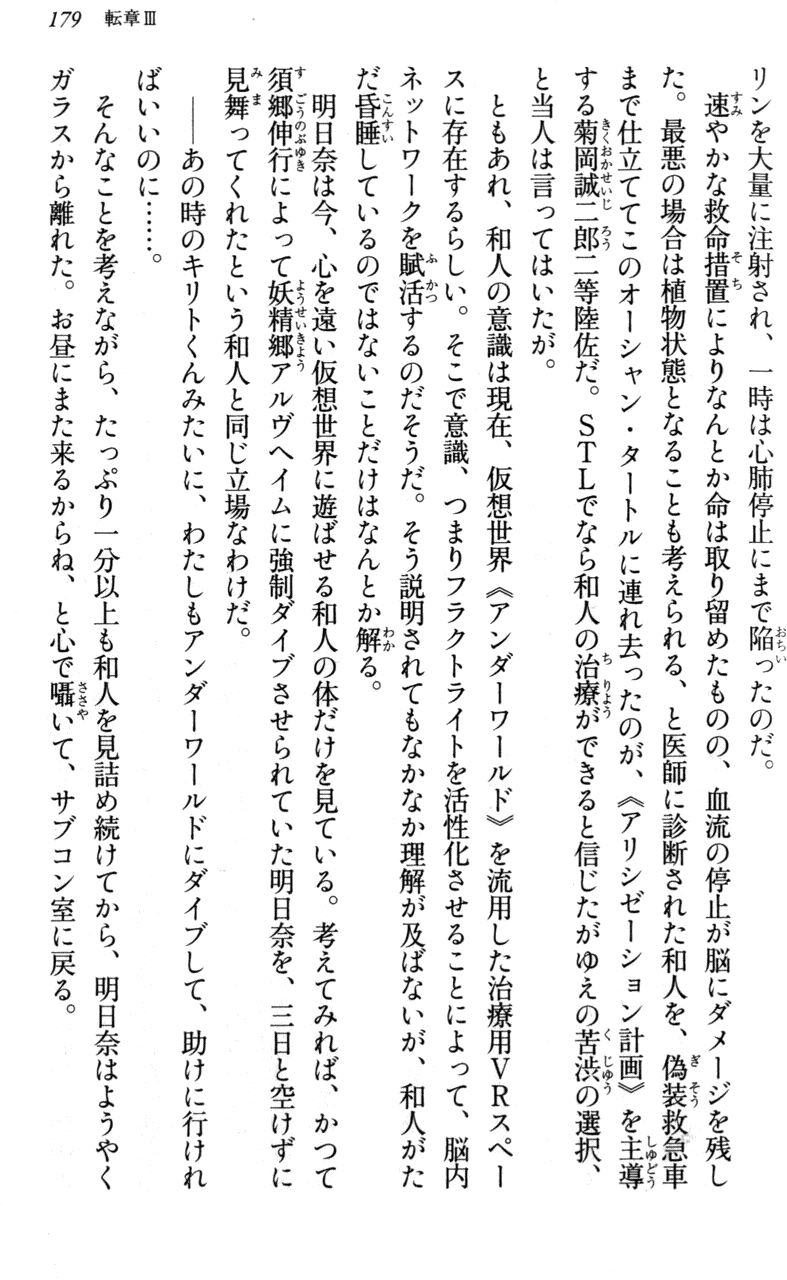 179 転章Ⅲ
リンを大量に注射され、一時は心肺停止にまで陥ったのだ。
　速やかな救命措置によりなんとか命は取り留めたものの、血流の停止が脳にダメージを残し
た。最悪の場合は植物状態となることも考えられる、と医師に診断された和人を、偽装救急車
まで仕立ててこのオーシャン・タートルに連れ去ったのが、《アリシゼーション計画》を主導
する菊岡誠二郎二等陸佐だ。ＳＴＬでなら和人の治療ができると信じたがゆえの苦渋の選択、
と当人は言ってはいたが。
　ともあれ、和人の意識は現在、仮想世界《アンダーワールド》を流用した治療用ＶＲスペー
スに存在するらしい。そこで意識、つまりフラクトライトを活性化させることによって、脳内
ネットワークを賦活するのだそうだ。そう説明されてもなかなか理解が及ばないが、和人がた
だ昏睡しているのではないことだけはなんとか解る。
　明日奈は今、心を遠い仮想世界に遊ばせる和人の体だけを見ている。考えてみれば、かつて
須郷伸行によって妖精郷アルヴヘイムに強制ダイブさせられていた明日奈を、三日と空けずに
見舞ってくれたという和人と同じ立場なわけだ。
　――あの時のキリトくんみたいに、わたしもアンダーワールドにダイブして、助けに行けれ
ばいいのに……。
　そんなことを考えながら、たっぷり一分以上も和人を見詰め続けてから、明日奈はようやく
ガラスから離れた。お昼にまた来るからね、と心で囁いて、サブコン室に戻る。